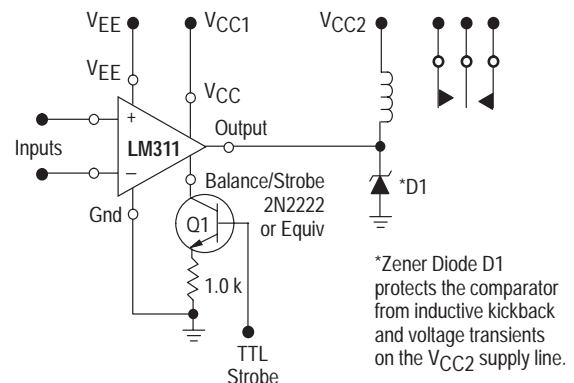 VEE
VCC1
VCC2
VEE
VCC
Output
+
Inputs
LM311
–
Balance/Strobe
2N2222
or Equiv
*D1
Gnd
Q1
1.0 k
*Zener Diode D1
protects the comparator
from inductive kickback
and voltage transients
on the VCC2 supply line.
TTL
Strobe